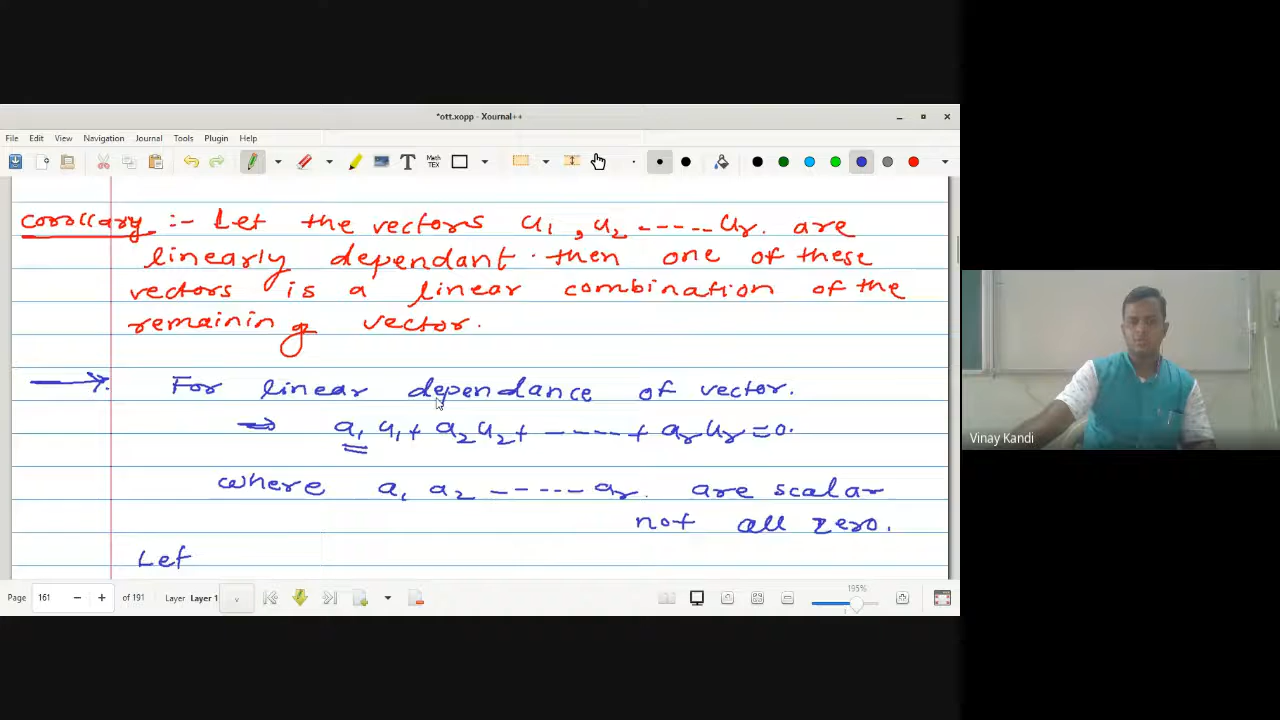 *ott.xopp - Xournal++
File Edit View Navigation Journal Tools Plugin Help
corollary :- Let the vectors u1, u2 ----- ur. are
linearly dependant. then one of these
vectors is a linear combination of the
remaining vector.
For linear dependance of vector.
⇒ a1 u1 + a2 u2 + ----- + ar ur = 0.
where a1 a2 ----- ar. are scalar
not all zero.
Let
Vinay Kandi
Page 161 of 191 Layer Layer 1 195%